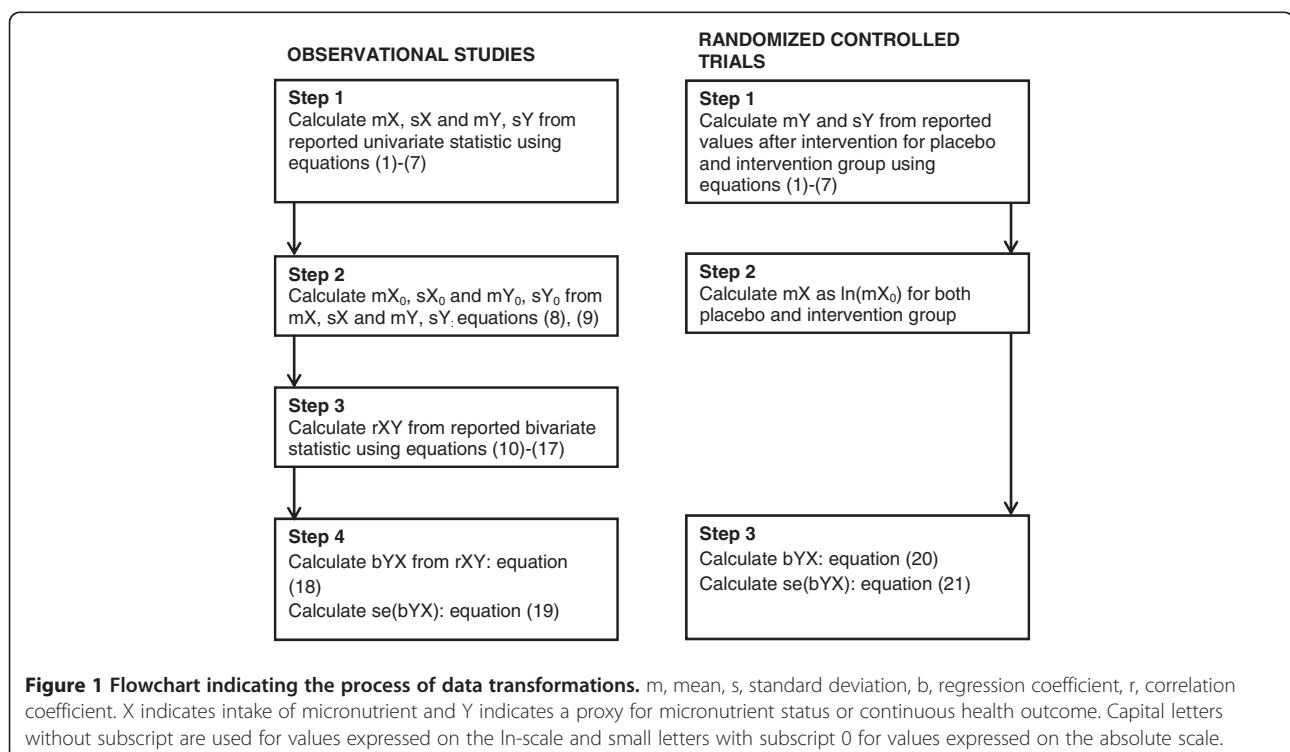 OBSERVATIONAL STUDIES
Step 1
Calculate mX, sX and mY, sY from
reported univariate statistic using
equations (1)-(7)
Step 2
Calculate mX₀, sX₀ and mY₀, sY₀ from
mX, sX and mY, sY: equations (8), (9)
Step 3
Calculate rXY from reported bivariate
statistic using equations (10)-(17)
Step 4
Calculate bYX from rXY: equation
(18)
Calculate se(bYX): equation (19)
RANDOMIZED CONTROLLED
TRIALS
Step 1
Calculate mY and sY from reported
values after intervention for placebo
and intervention group using
equations (1)-(7)
Step 2
Calculate mX as ln(mX₀) for both
placebo and intervention group
Step 3
Calculate bYX: equation (20)
Calculate se(bYX): equation (21)
Figure 1 Flowchart indicating the process of data transformations. m, mean, s, standard deviation, b, regression coefficient, r, correlation
coefficient. X indicates intake of micronutrient and Y indicates a proxy for micronutrient status or continuous health outcome. Capital letters
without subscript are used for values expressed on the ln-scale and small letters with subscript 0 for values expressed on the absolute scale.